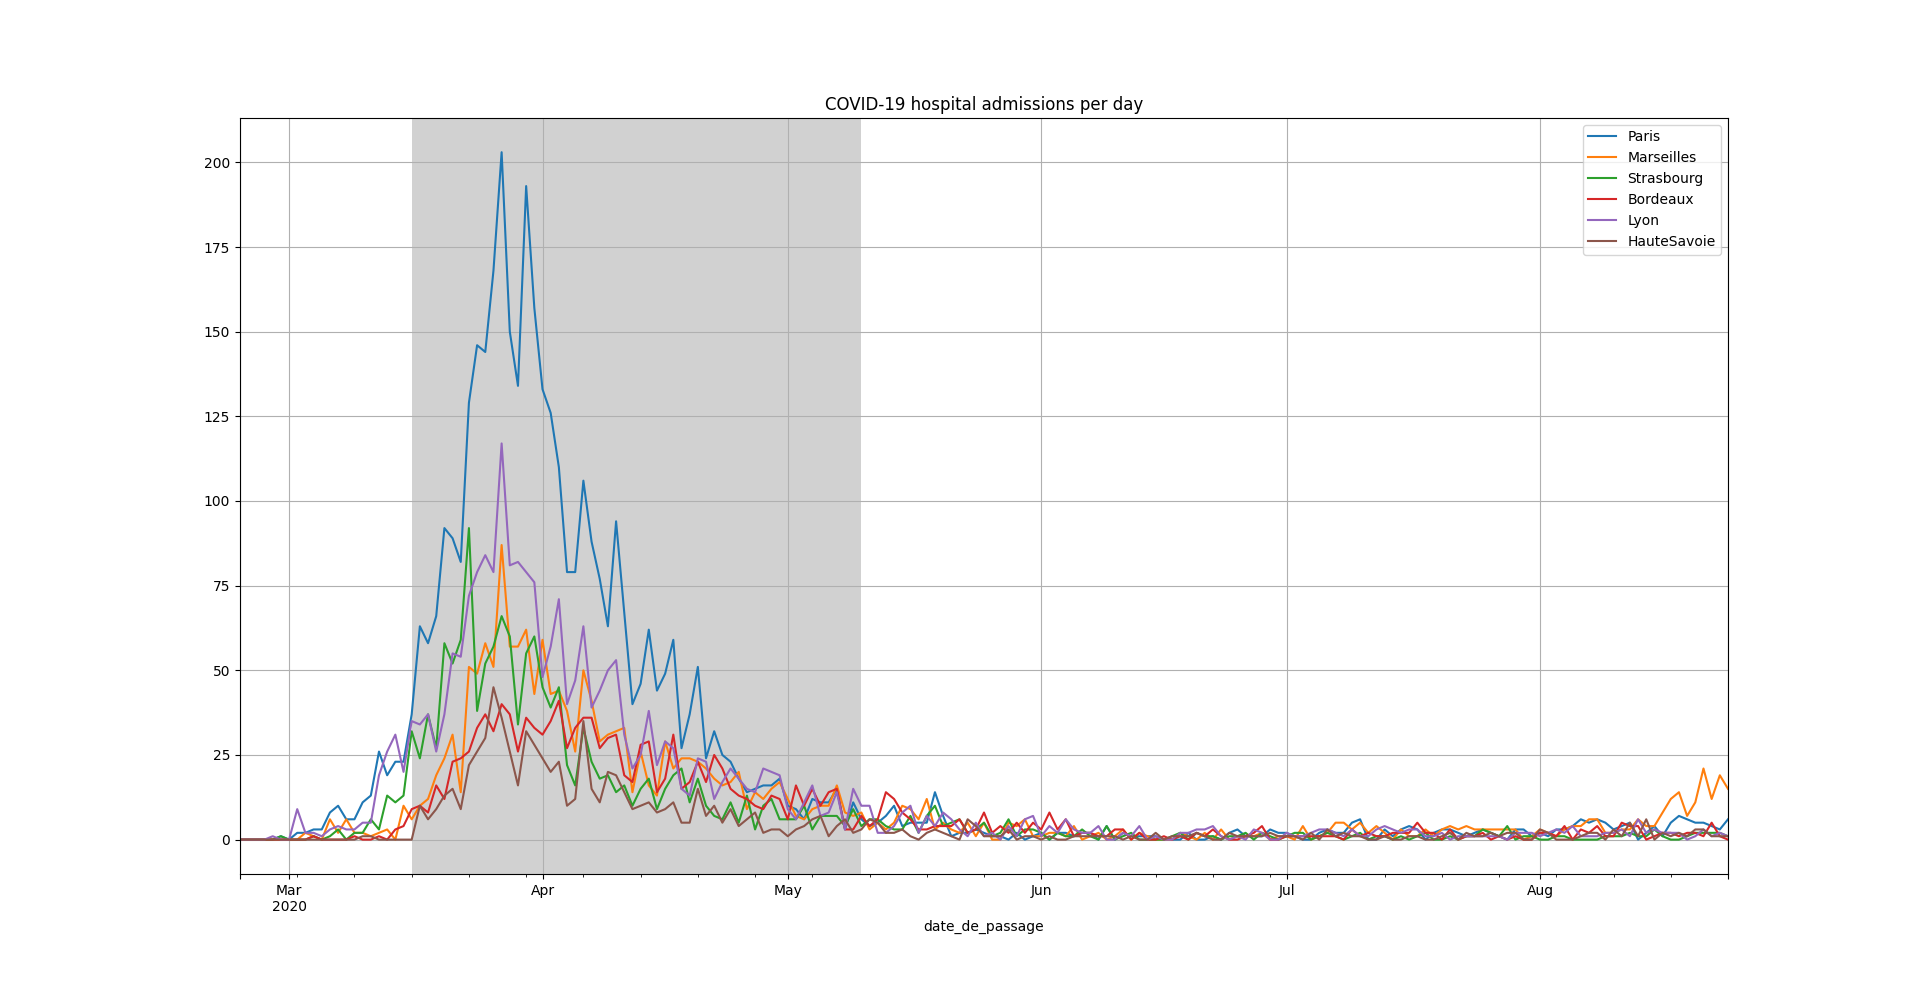 COVID-19 hospital admissions per day
200
175
150
125
100
75
50
25
0
Paris
Marseilles
Strasbourg
Bordeaux
Lyon
HauteSavoie
Mar Apr May Jun Jul Aug
2020
date_de_passage